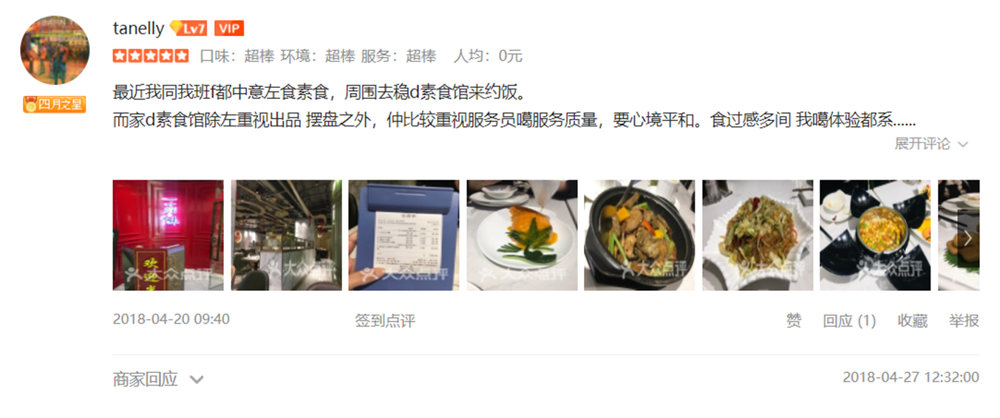 tanelly Lv7 VIP
口味：超棒 环境：超棒 服务：超棒 人均：0元
四月之星
最近我同我班f都中意左食素食，周围去稳d素食馆来约饭。
而家d素食馆除左重视出品 摆盘之外，仲比较重视服务员噶服务质量，要心境平和。食过感多间 我噶体验都系......
展开评论
欢迎
大众点评
大众点评
大众点评
大众点评
大众点评
大众点评
大众点评
2018-04-20 09:40 签到点评 赞 回应 (1) 收藏 举报
商家回应 2018-04-27 12:32:00